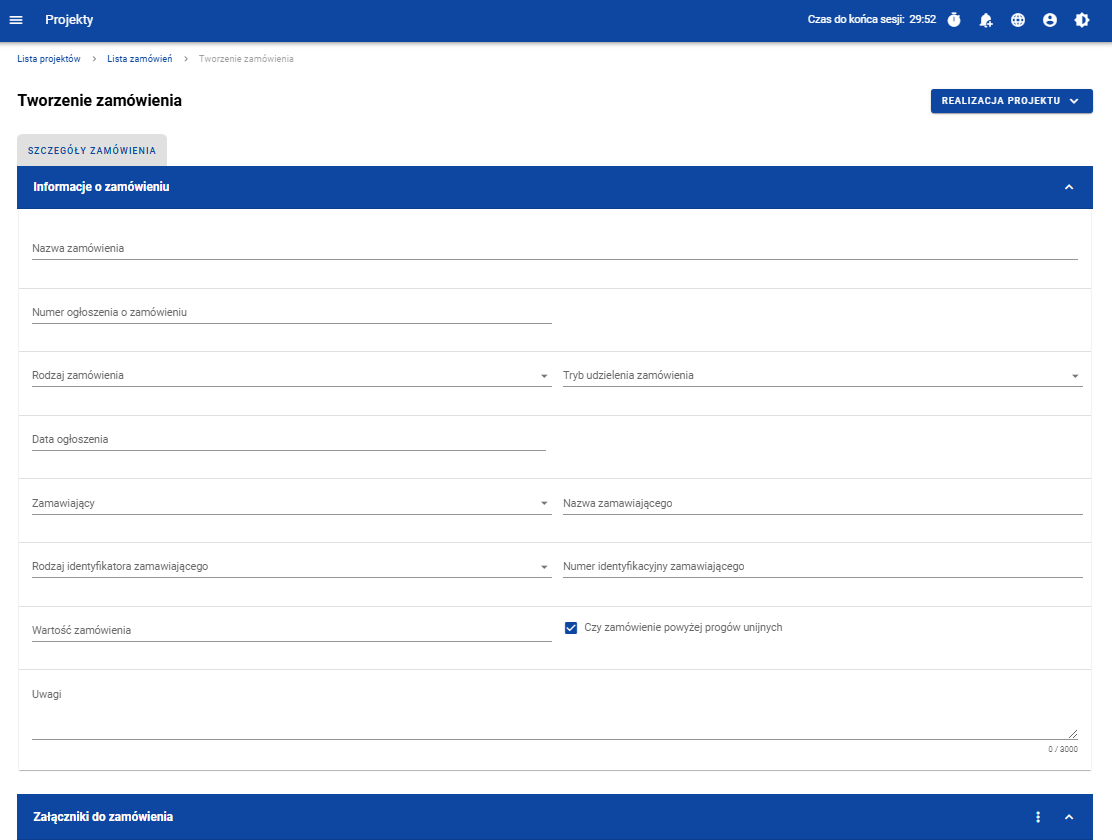 Projekty
Czas do końca sesji: 29:52
Lista projektów > Lista zamówień > Tworzenie zamówienia
Tworzenie zamówienia
REALIZACJA PROJEKTU
SZCZEGÓŁY ZAMÓWIENIA
Informacje o zamówieniu
Nazwa zamówienia
Numer ogłoszenia o zamówieniu
Rodzaj zamówienia
Tryb udzielenia zamówienia
Data ogłoszenia
Zamawiający
Nazwa zamawiającego
Rodzaj identyfikatora zamawiającego
Numer identyfikacyjny zamawiającego
Wartość zamówienia
Czy zamówienie powyżej progów unijnych
Uwagi
0 / 3000
Załączniki do zamówienia